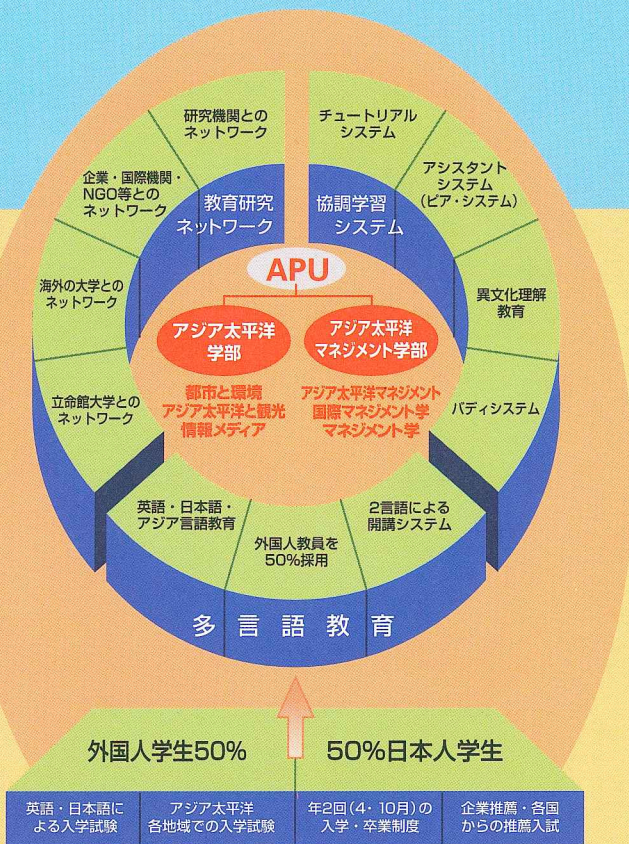 研究機関との
ネットワーク
チュートリアル
システム
企業・国際機関・
NGO等との
ネットワーク
アシスタント
システム
(ピア・システム)
教育研究
ネットワーク
協調学習
システム
海外の大学との
ネットワーク
異文化理解
教育
APU
アジア太平洋
学部
アジア太平洋
マネジメント学部
都市と環境
アジア太平洋と観光
情報メディア
アジア太平洋マネジメント
国際マネジメント学
マネジメント学
立命館大学との
ネットワーク
バディシステム
英語・日本語・
アジア言語教育
外国人教員を
50%採用
2言語による
開講システム
多言語教育
外国人学生50%
50%日本人学生
英語・日本語に
よる入学試験
アジア太平洋
各地域での入学試験
年2回(4・10月)の
入学・卒業制度
企業推薦・各国
からの推薦入試